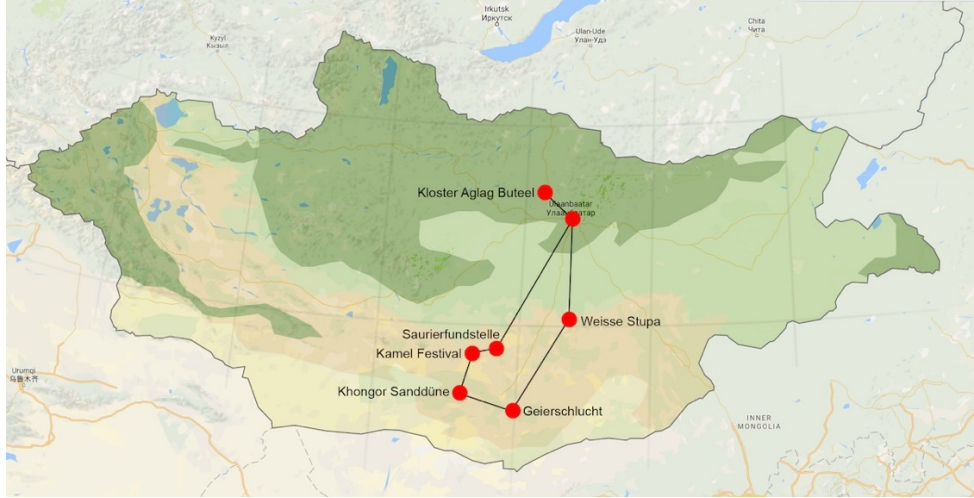 Irkutsk
Иркутск
Chita
Чита
Ulan-Ude
Улан-Удэ
Kyzyl
Кызыл
Kloster Aglag Buteel
Ulaanbaatar
Weisse Stupa
Saurierfundstelle
Kamel Festival
Khongor Sanddüne
Geierschlucht
Urumqi
乌鲁木齐
INNER
MONGOLIA